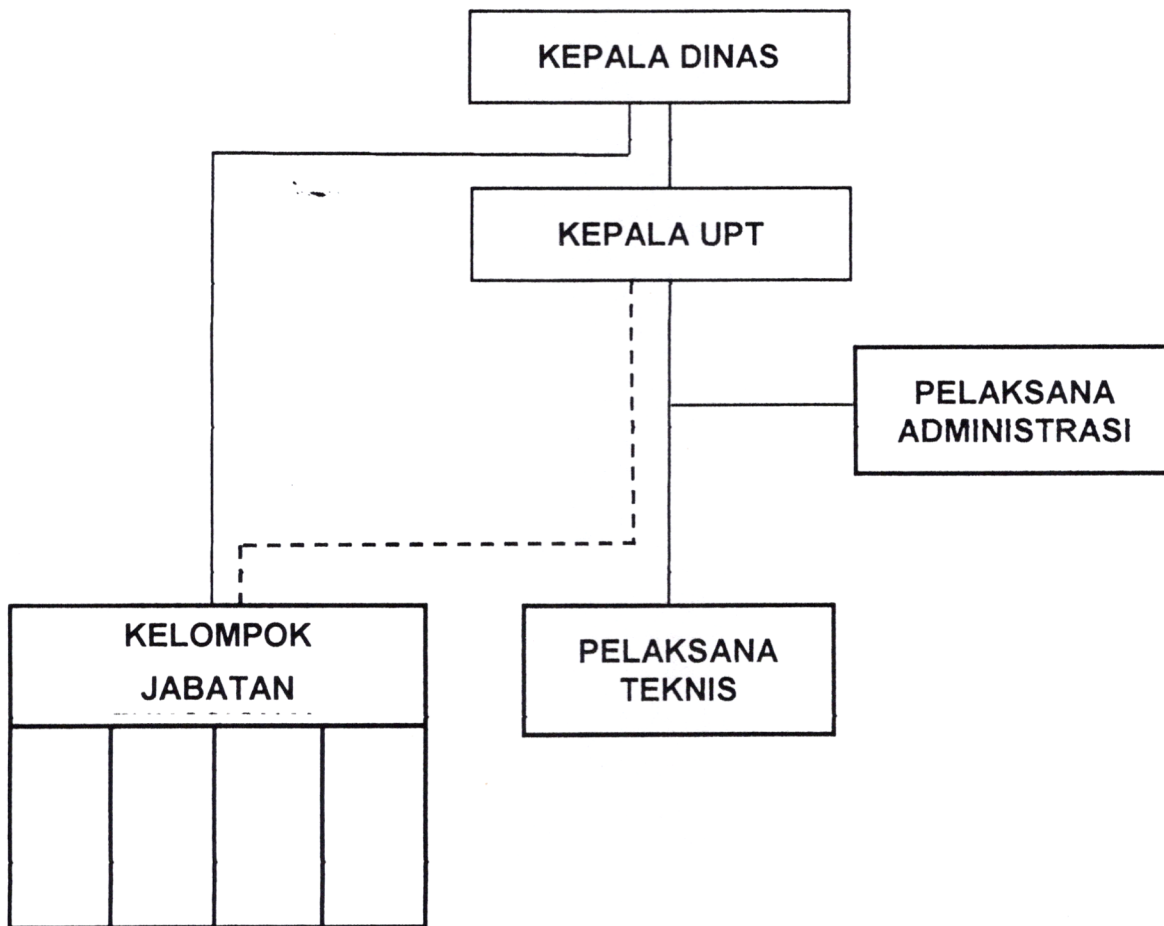 KEPALA DINAS
KEPALA UPT
PELAKSANA
ADMINISTRASI
KELOMPOK
JABATAN
PELAKSANA
TEKNIS